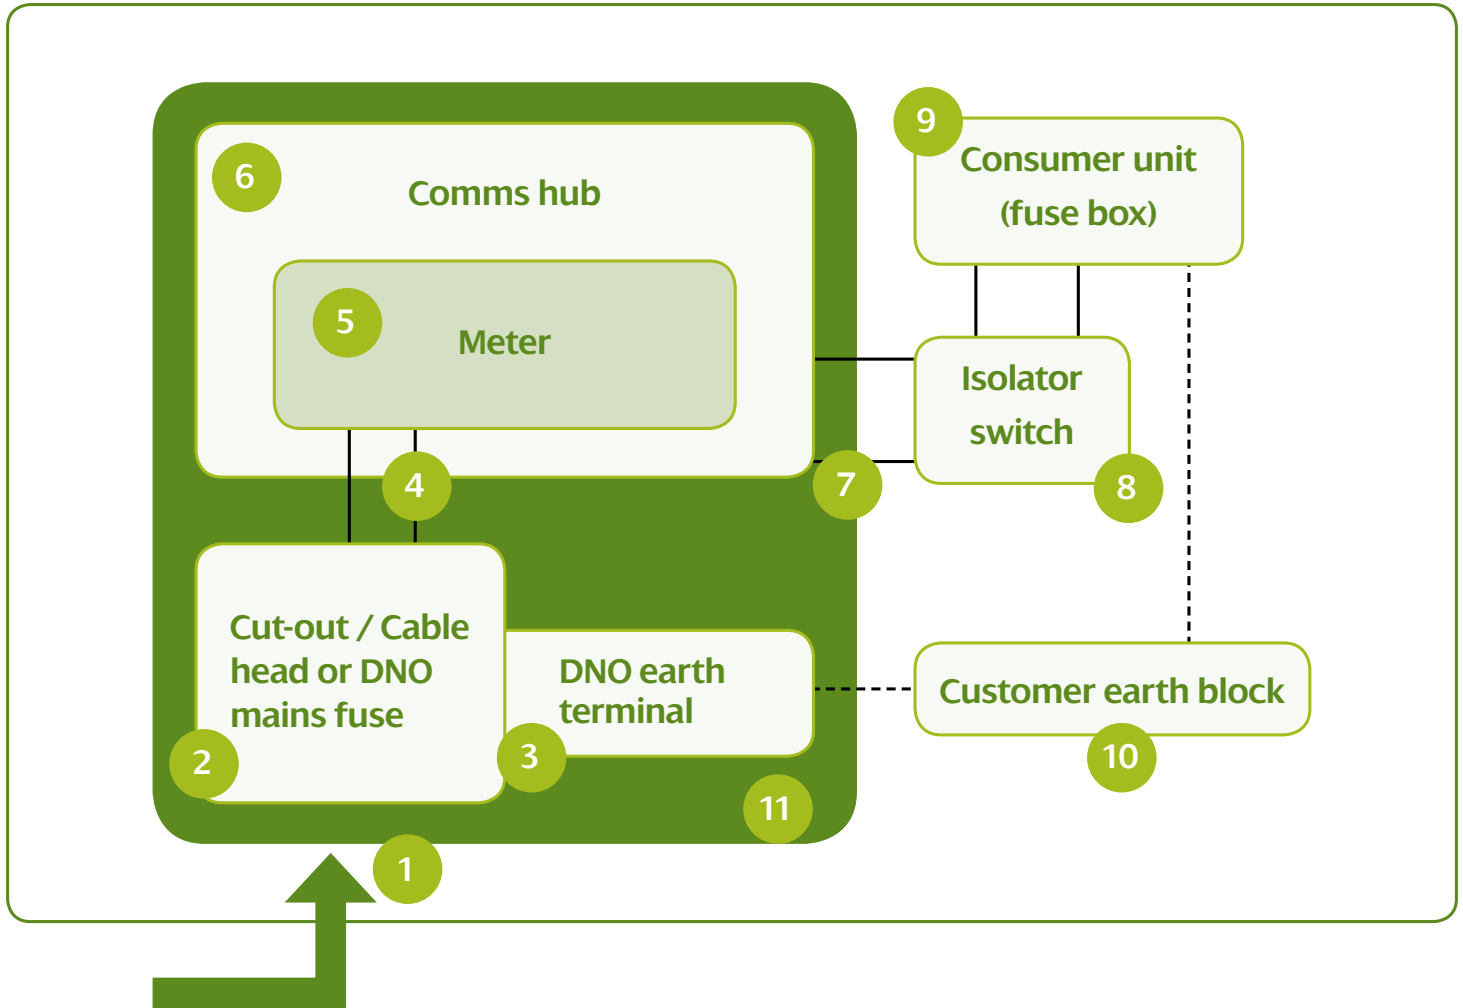 6
Comms hub
5
Meter
4
7
9
Consumer unit
(fuse box)
Isolator
switch
8
Cut-out / Cable
head or DNO
mains fuse
2
DNO earth
terminal
3
11
1
Customer earth block
10